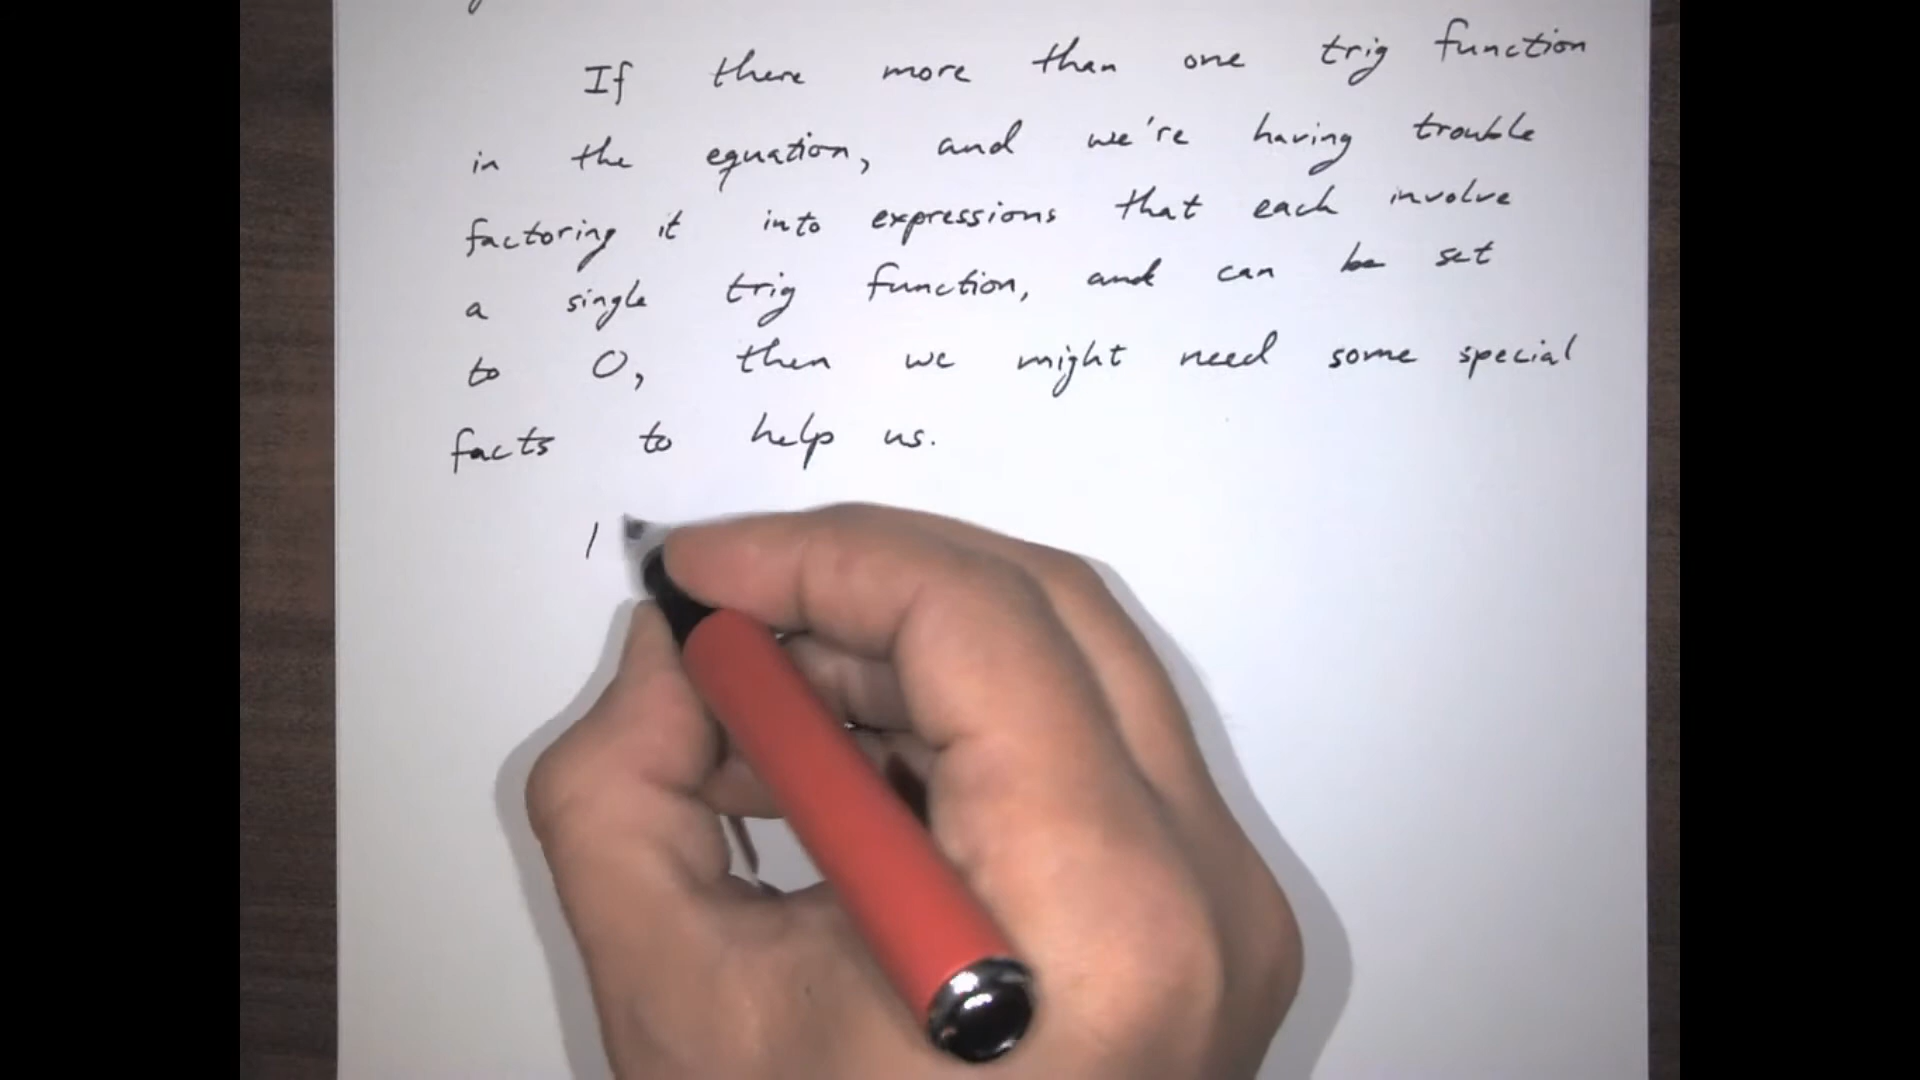 If there more than one trig function
in the equation, and we're having trouble
factoring it into expressions that each involve
a single trig function, and can be set
to 0, then we might need some special
facts to help us.